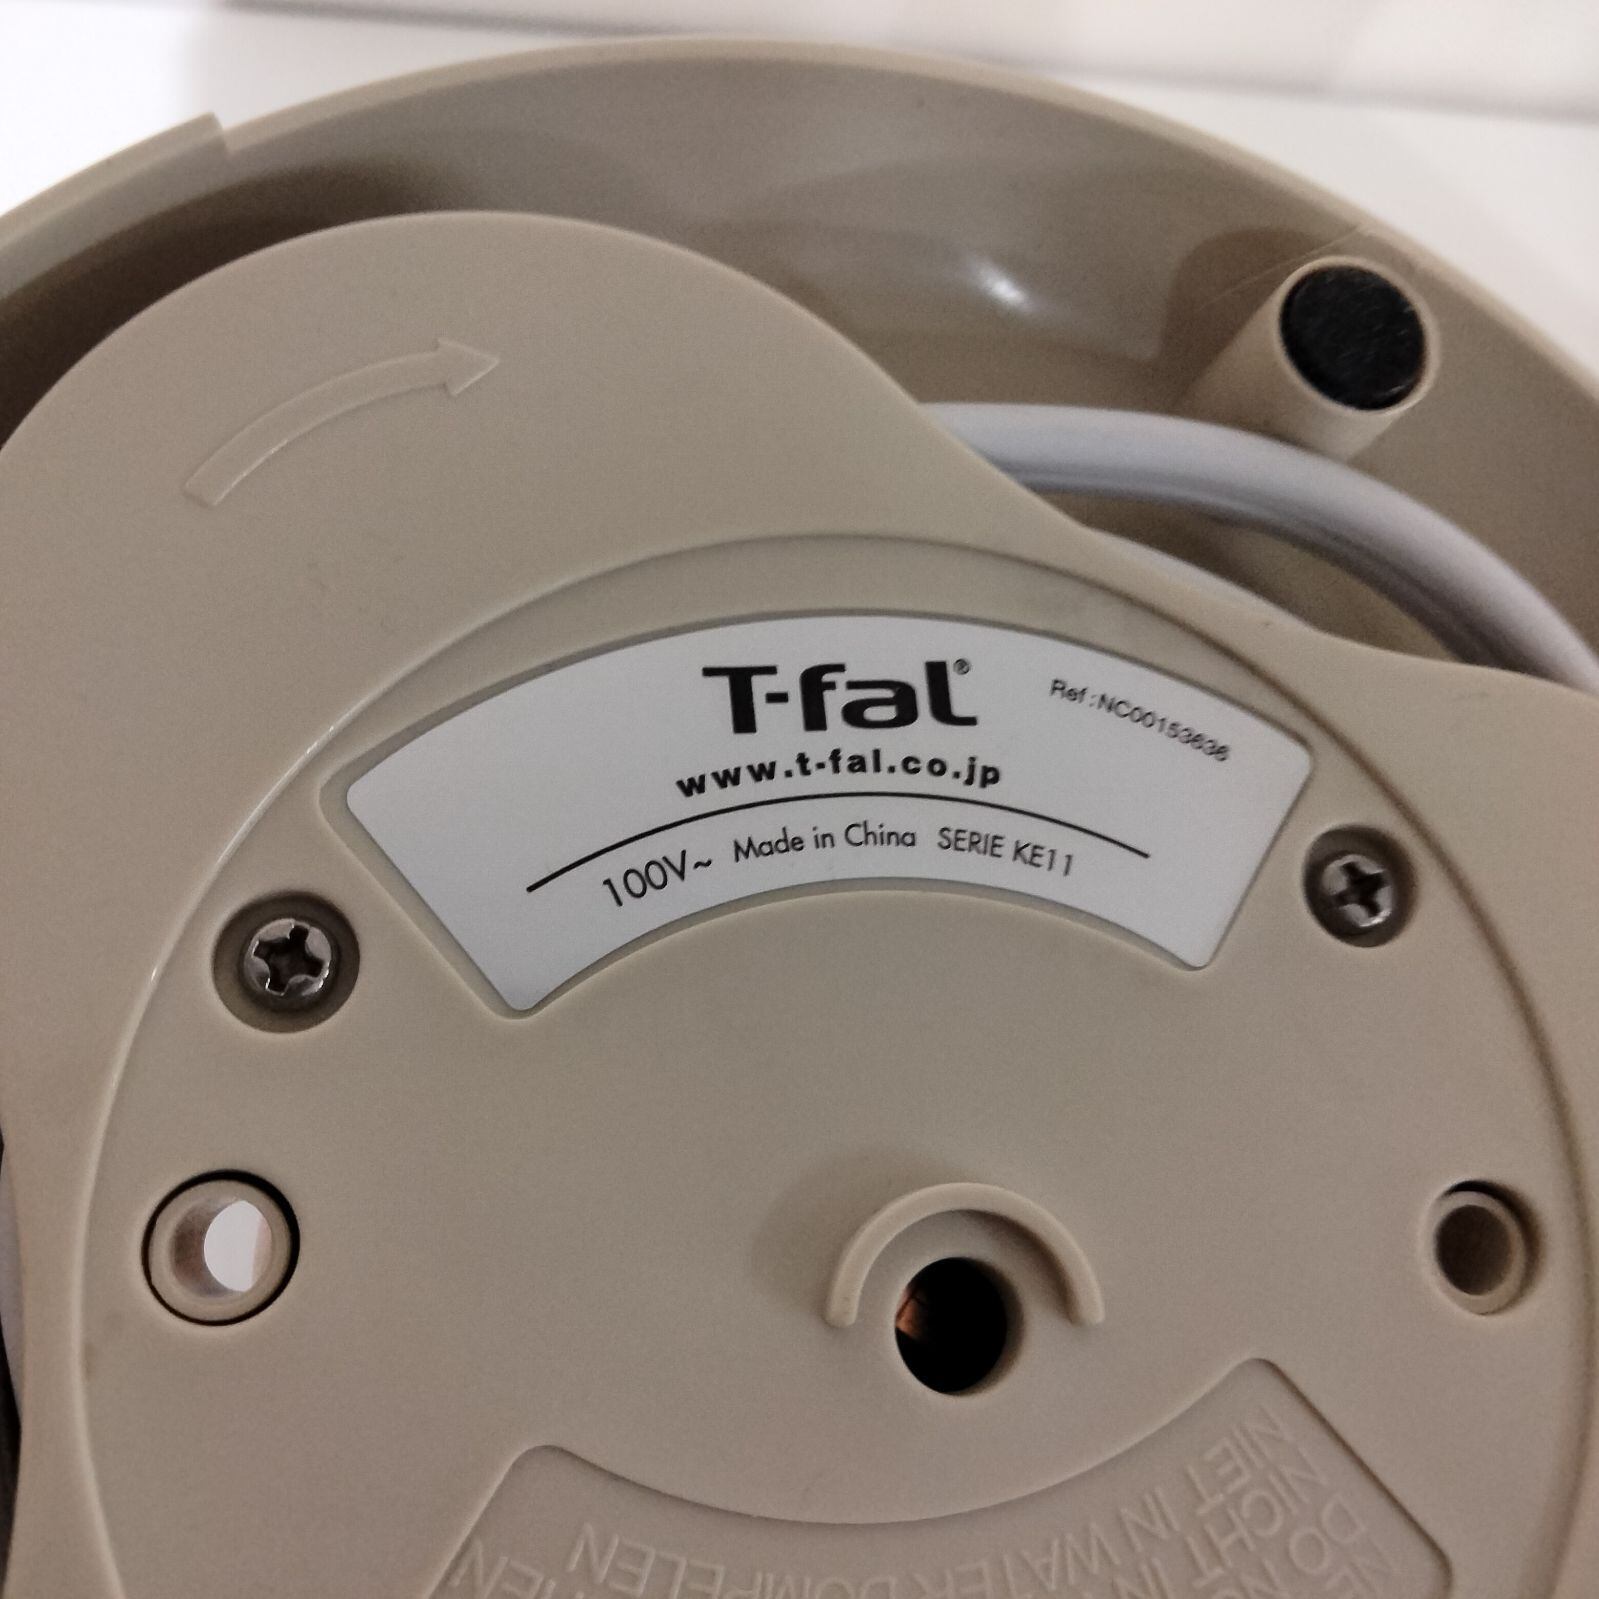 T-fal®
Ref:NC00153636
www.t-fal.co.jp
100V~ Made in China SERIE KE11
DO
NICHT IN
NIET IN WATER DOMPELEN